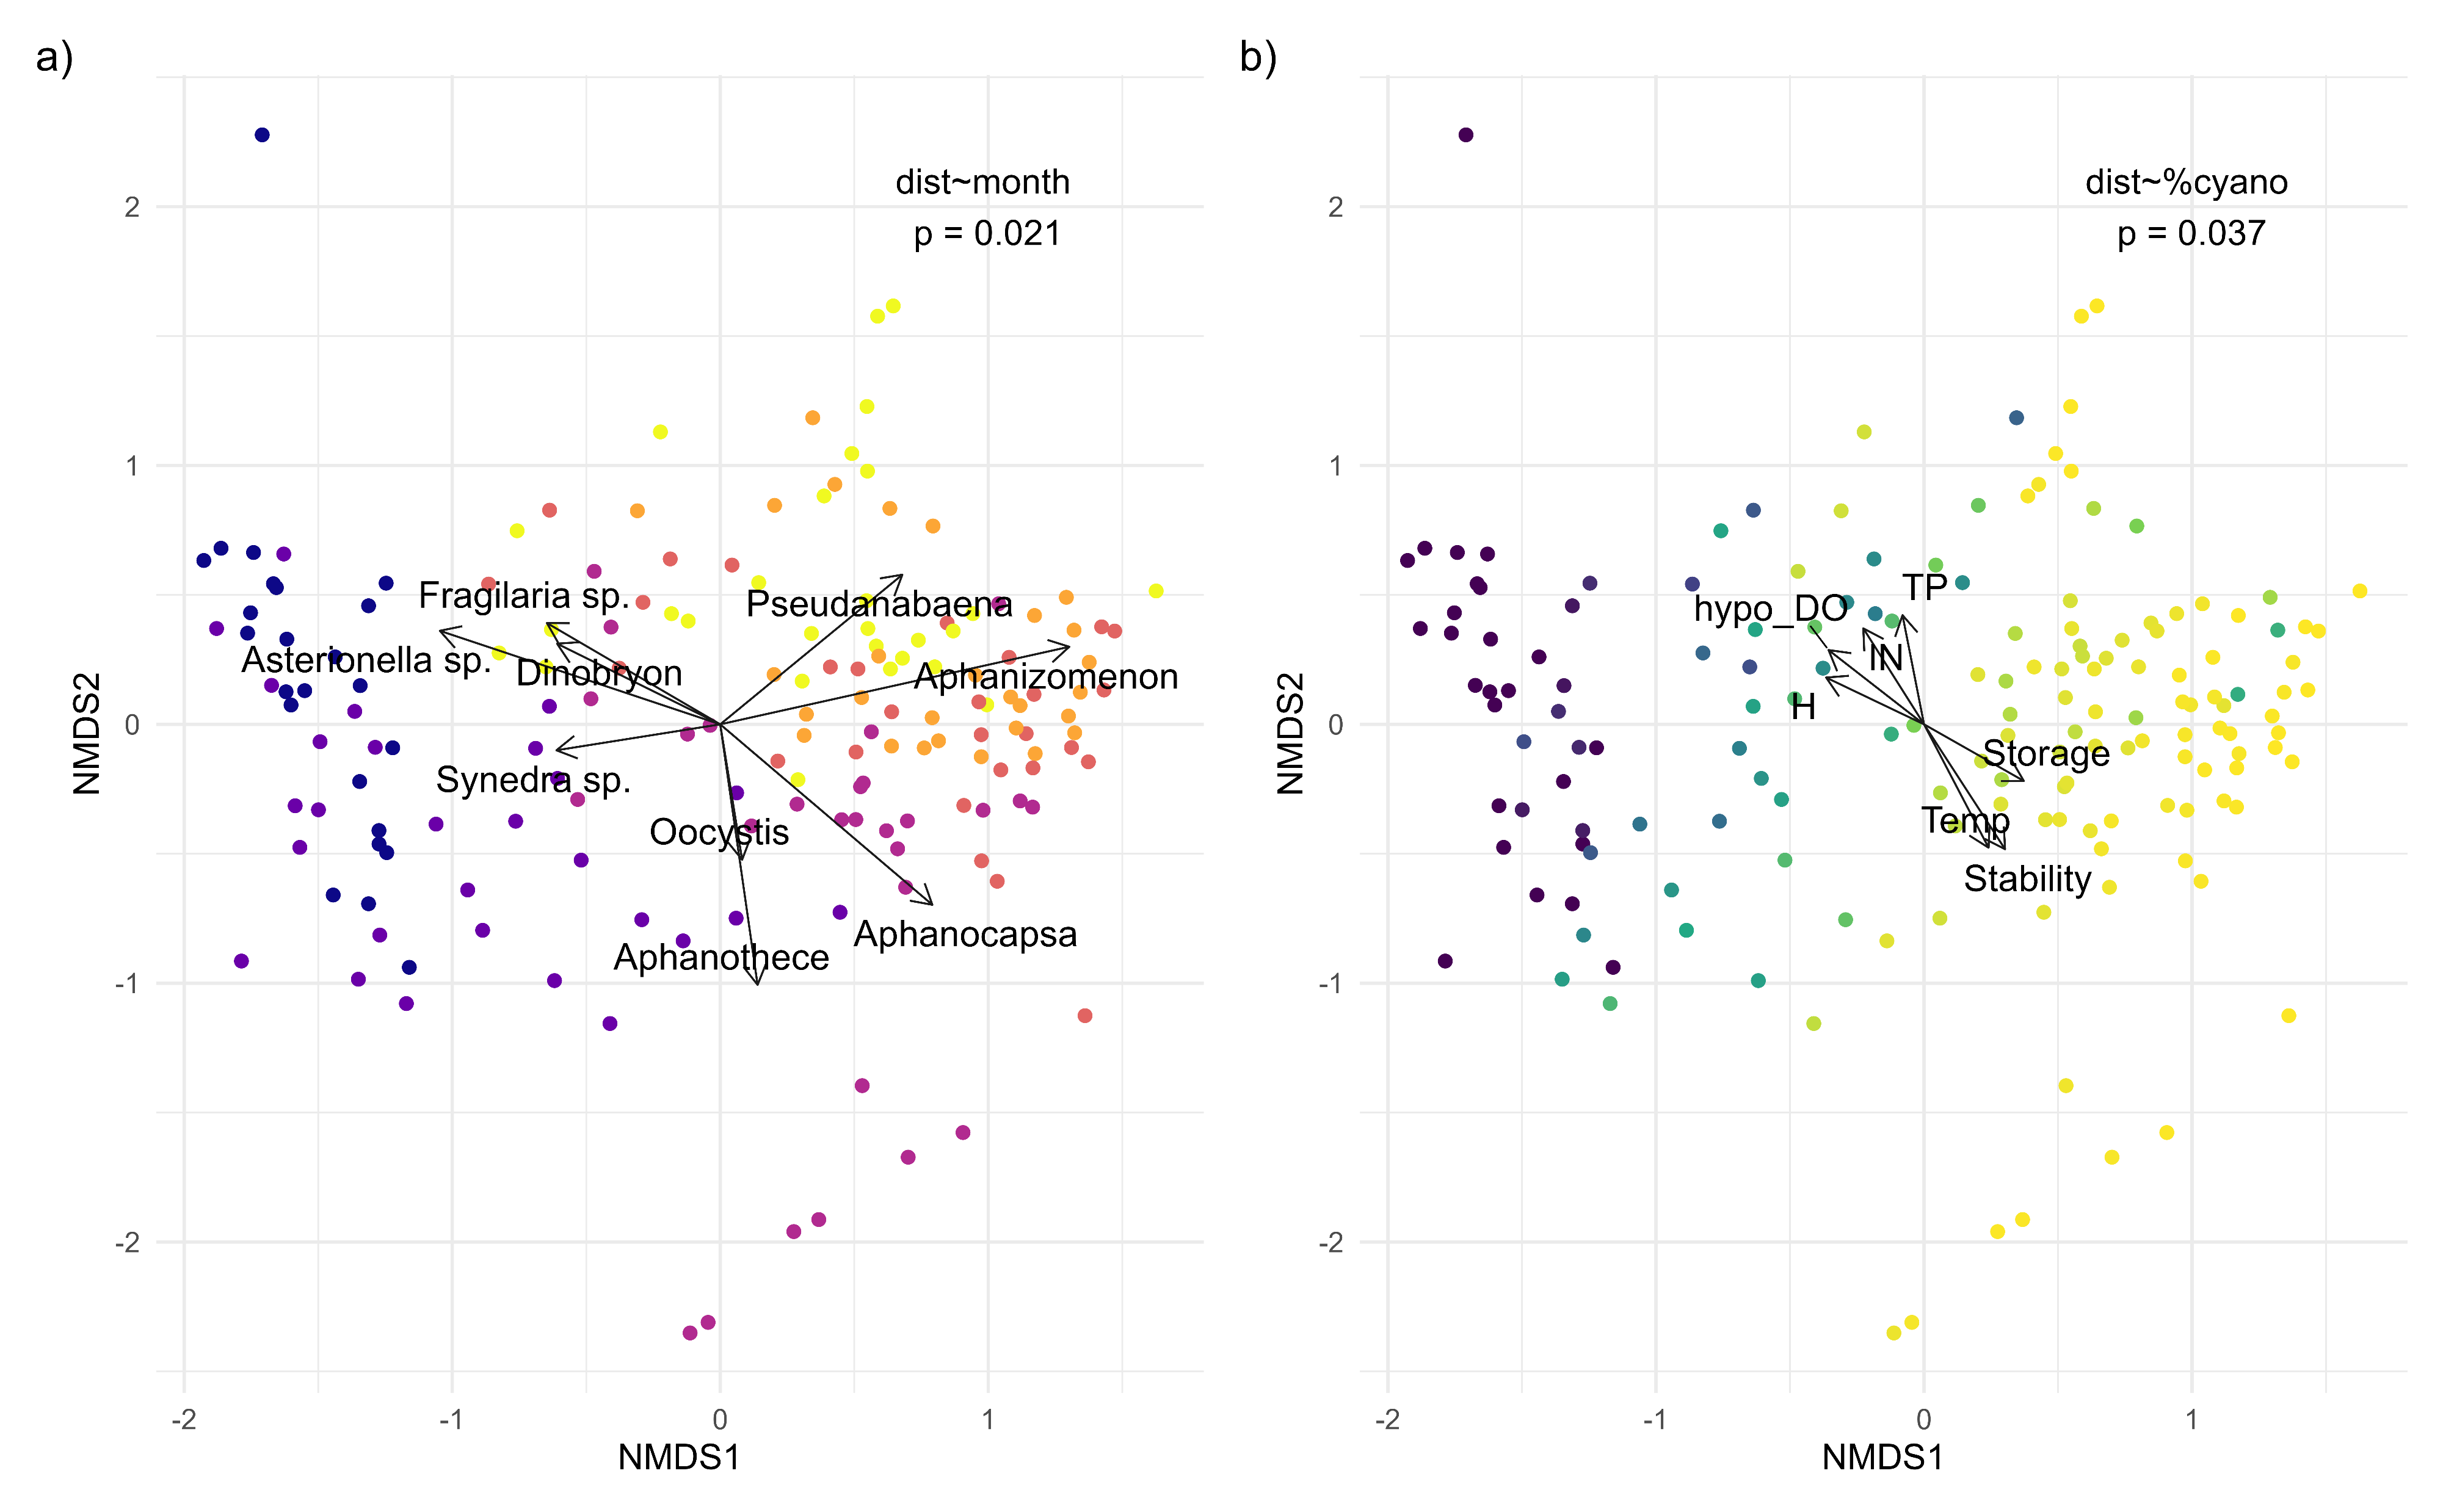 a)
dist~month
p = 0.021
2
1
0
-1
-2
NMDS2
Fragilaria sp.
Pseudanabaena
Asterionella sp.
Dinobryon
Aphanizomenon
Synedra sp.
Oocystis
Aphanocapsa
Aphanothece
-2
-1
0
1
NMDS1
b)
dist~%cyano
p = 0.037
2
1
0
-1
-2
NMDS2
TP
hypo_DO
IN
H
Storage
Temp
Stability
-2
-1
0
1
NMDS1